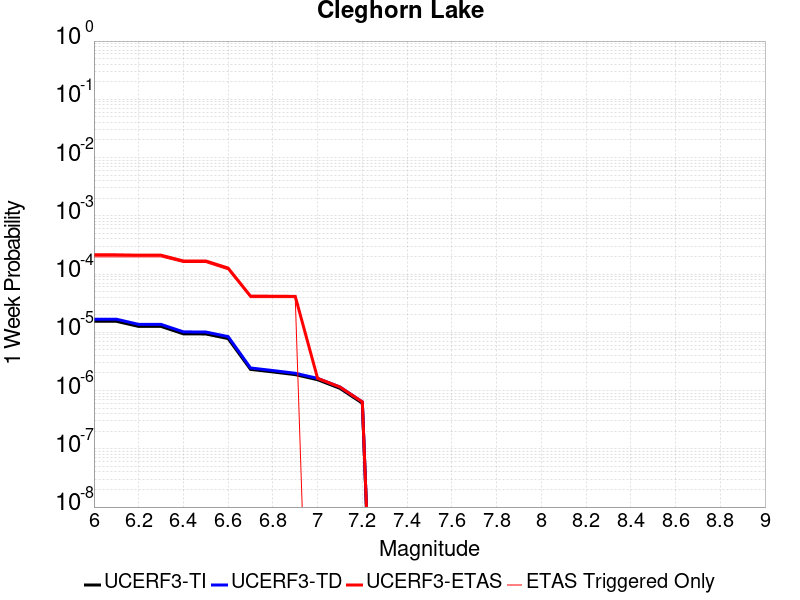 Cleghorn Lake
10^0
10^-1
10^-2
10^-3
10^-4
10^-5
10^-6
10^-7
10^-8
1 Week Probability
6 6.2 6.4 6.6 6.8 7 7.2 7.4 7.6 7.8 8 8.2 8.4 8.6 8.8 9
Magnitude
UCERF3-TI UCERF3-TD UCERF3-ETAS ETAS Triggered Only